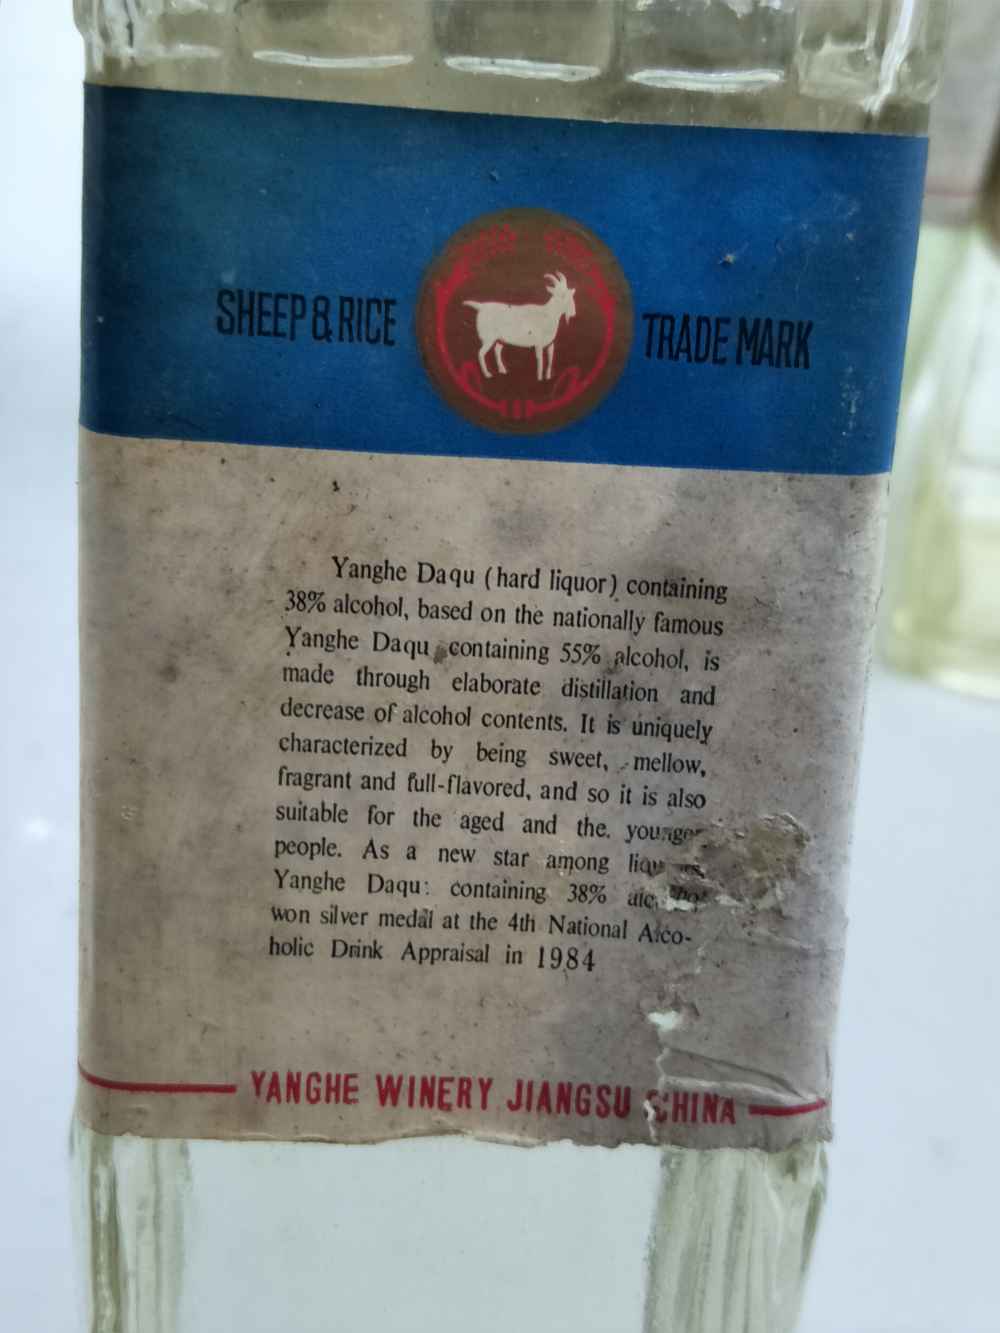 SHEEP & RICE TRADE MARK
Yanghe Daqu (hard liquor) containing
38% alcohol, based on the nationally famous
Yanghe Daqu containing 55% alcohol, is
made through elaborate distillation and
decrease of alcohol contents. It is uniquely
characterized by being sweet, mellow,
fragrant and full-flavored, and so it is also
suitable for the aged and the. younger
people. As a new star among
Yanghe Daqu: containing 38%
won silver medal at the 4th National Alco-
holic Drink Appraisal in 1984
YANGHE WINERY JIANGSU CHINA